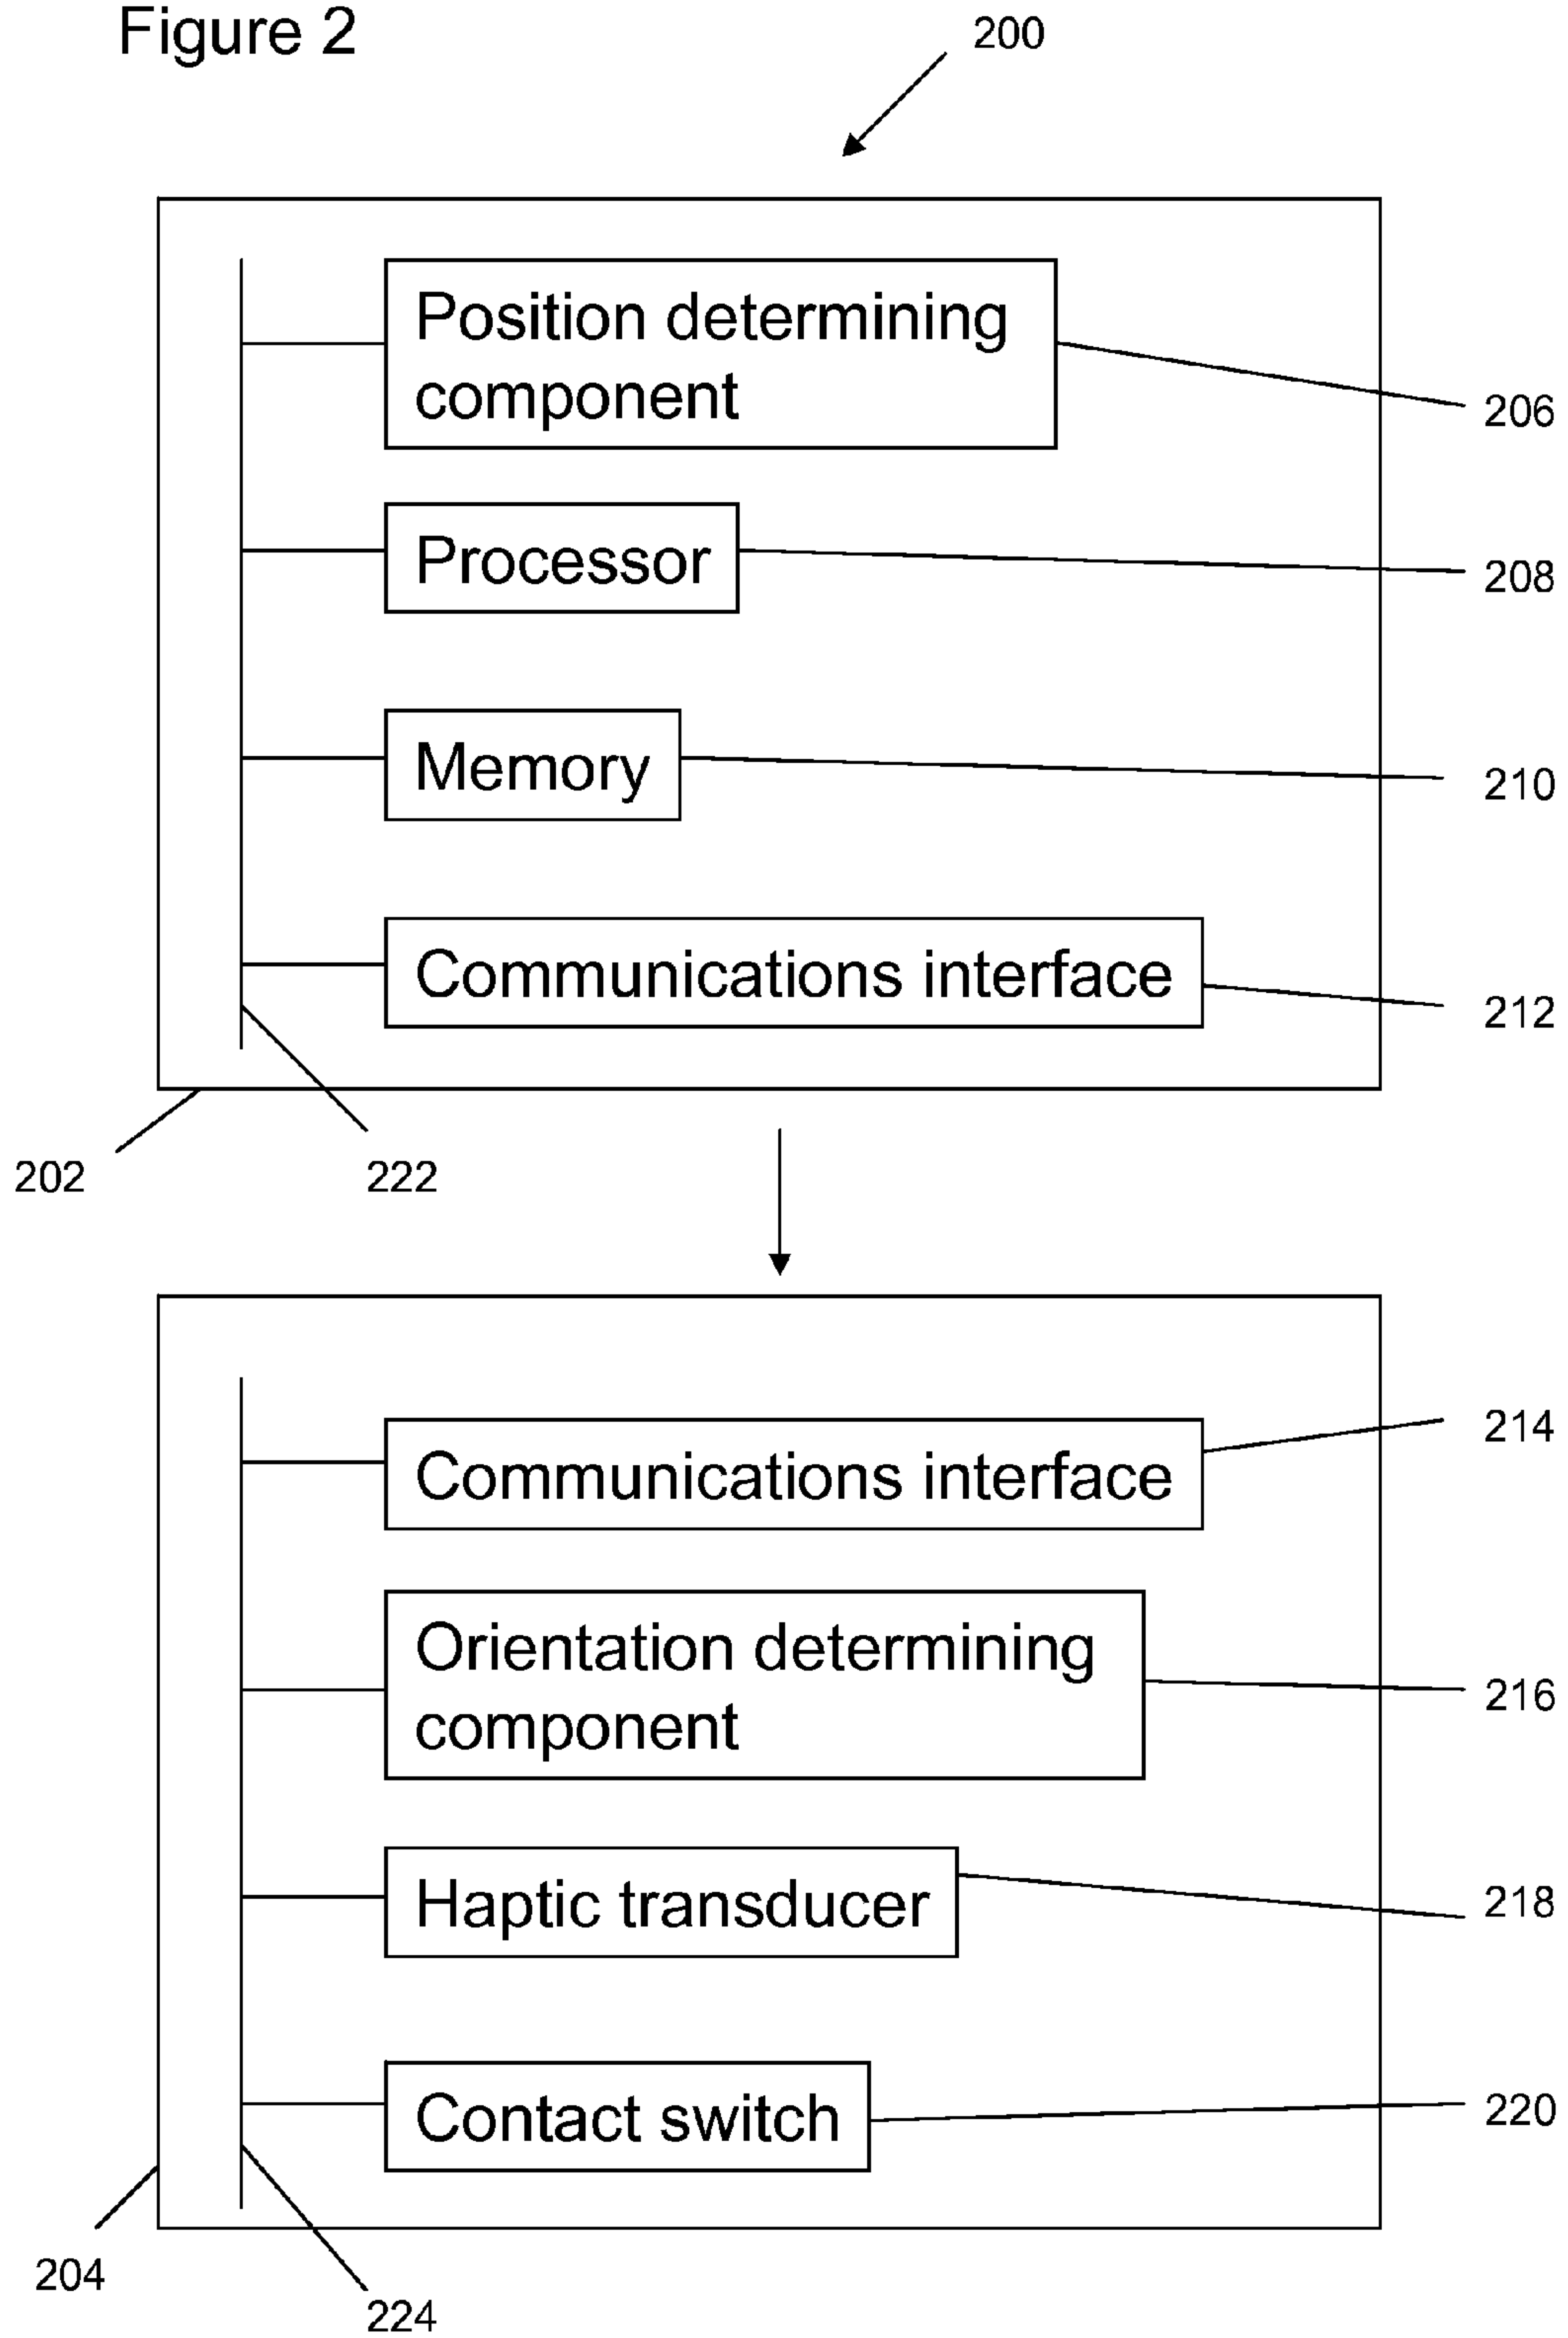 Figure 2
200
Position determining
component
206
Processor
208
Memory
210
Communications interface
212
202
222
Communications interface
214
Orientation determining
component
216
Haptic transducer
218
Contact switch
220
204
224